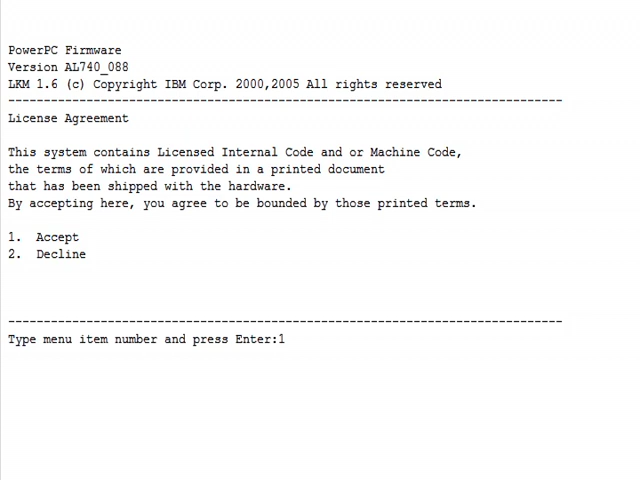 PowerPC Firmware
Version AL740_088
LKM 1.6 (c) Copyright IBM Corp. 2000,2005 All rights reserved
-------------------------------------------------------------------------------
License Agreement
This system contains Licensed Internal Code and or Machine Code,
the terms of which are provided in a printed document
that has been shipped with the hardware.
By accepting here, you agree to be bounded by those printed terms.
1.  Accept
2.  Decline
-------------------------------------------------------------------------------
Type menu item number and press Enter:1